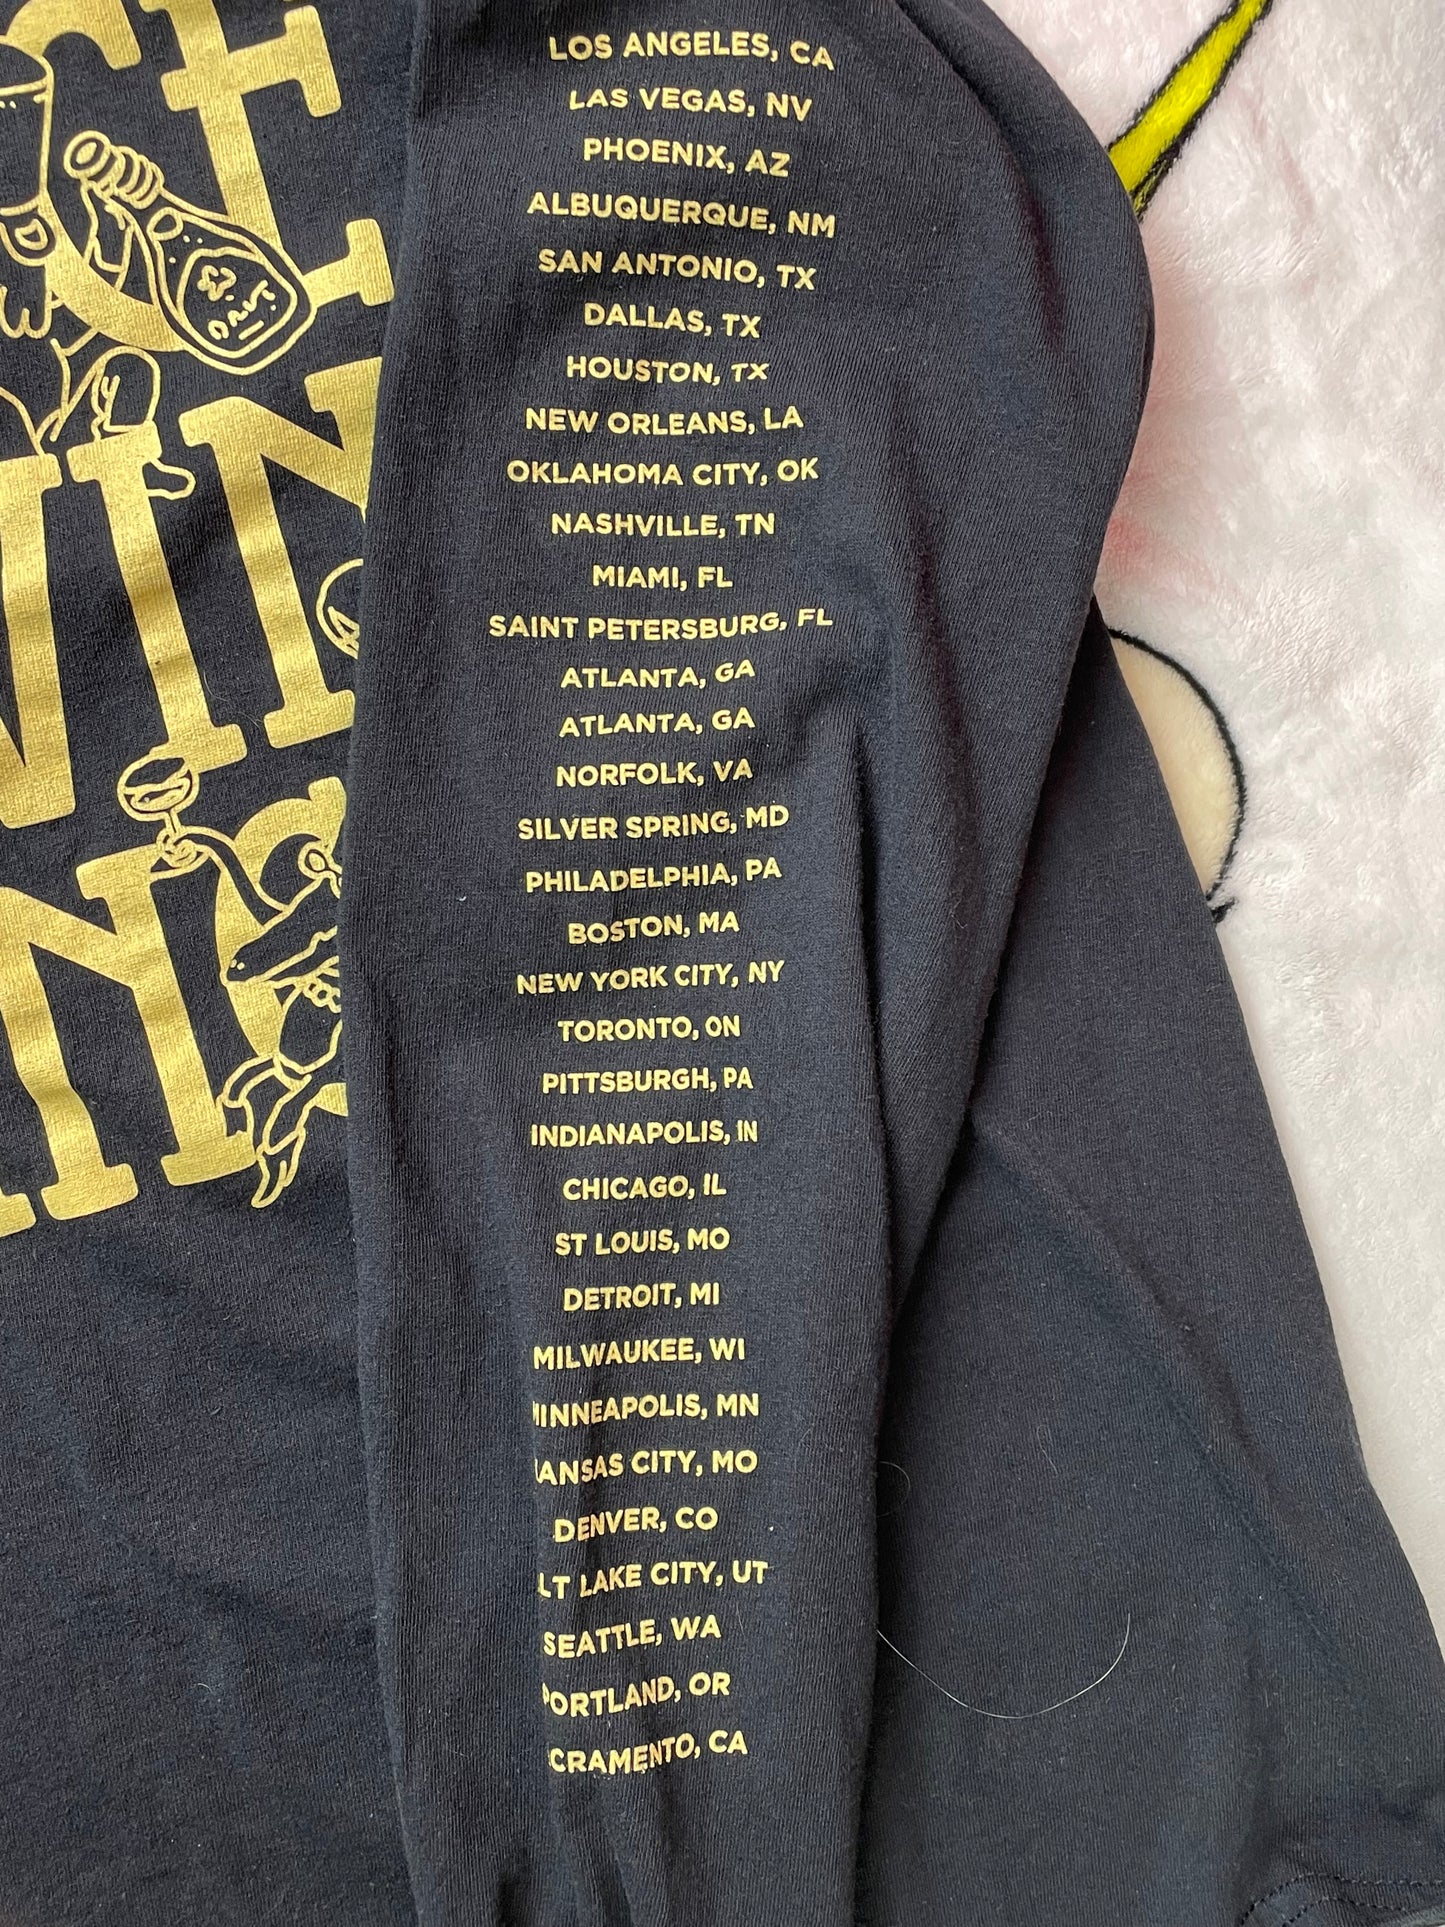 LOS ANGELES, CA
LAS VEGAS, NV
PHOENIX, AZ
ALBUQUERQUE, NM
SAN ANTONIO, TX
DALLAS, TX
HOUSTON, TX
NEW ORLEANS, LA
OKLAHOMA CITY, OK
NASHVILLE, TN
MIAMI, FL
SAINT PETERSBURG, FL
ATLANTA, GA
ATLANTA, GA
NORFOLK, VA
SILVER SPRING, MD
PHILADELPHIA, PA
BOSTON, MA
NEW YORK CITY, NY
TORONTO, ON
PITTSBURGH, PA
INDIANAPOLIS, IN
CHICAGO, IL
ST LOUIS, MO
DETROIT, MI
MILWAUKEE, WI
MINNEAPOLIS, MN
KANSAS CITY, MO
DENVER, CO
LT LAKE CITY, UT
SEATTLE, WA
PORTLAND, OR
CRAMENTO, CA